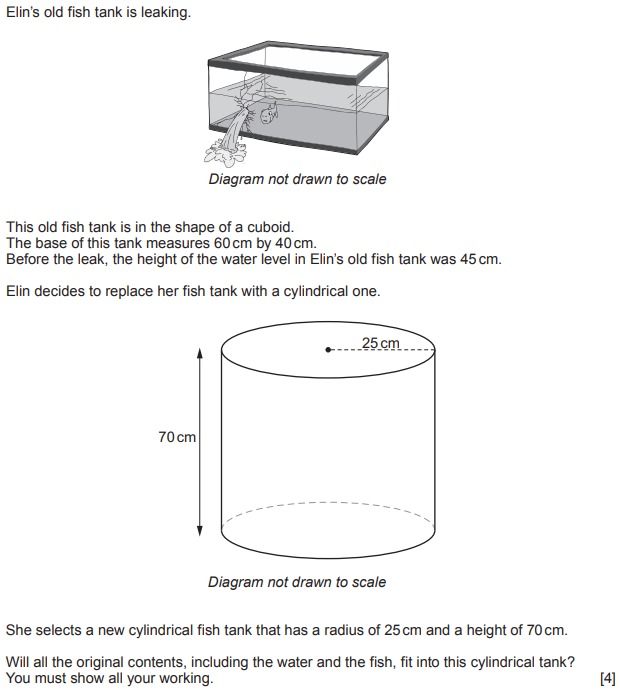 Elin's old fish tank is leaking.
Diagram not drawn to scale
This old fish tank is in the shape of a cuboid.
The base of this tank measures 60 cm by 40 cm.
Before the leak, the height of the water level in Elin's old fish tank was 45 cm.
Elin decides to replace her fish tank with a cylindrical one.
25 cm
70 cm
Diagram not drawn to scale
She selects a new cylindrical fish tank that has a radius of 25 cm and a height of 70 cm.
Will all the original contents, including the water and the fish, fit into this cylindrical tank?
You must show all your working. [4]